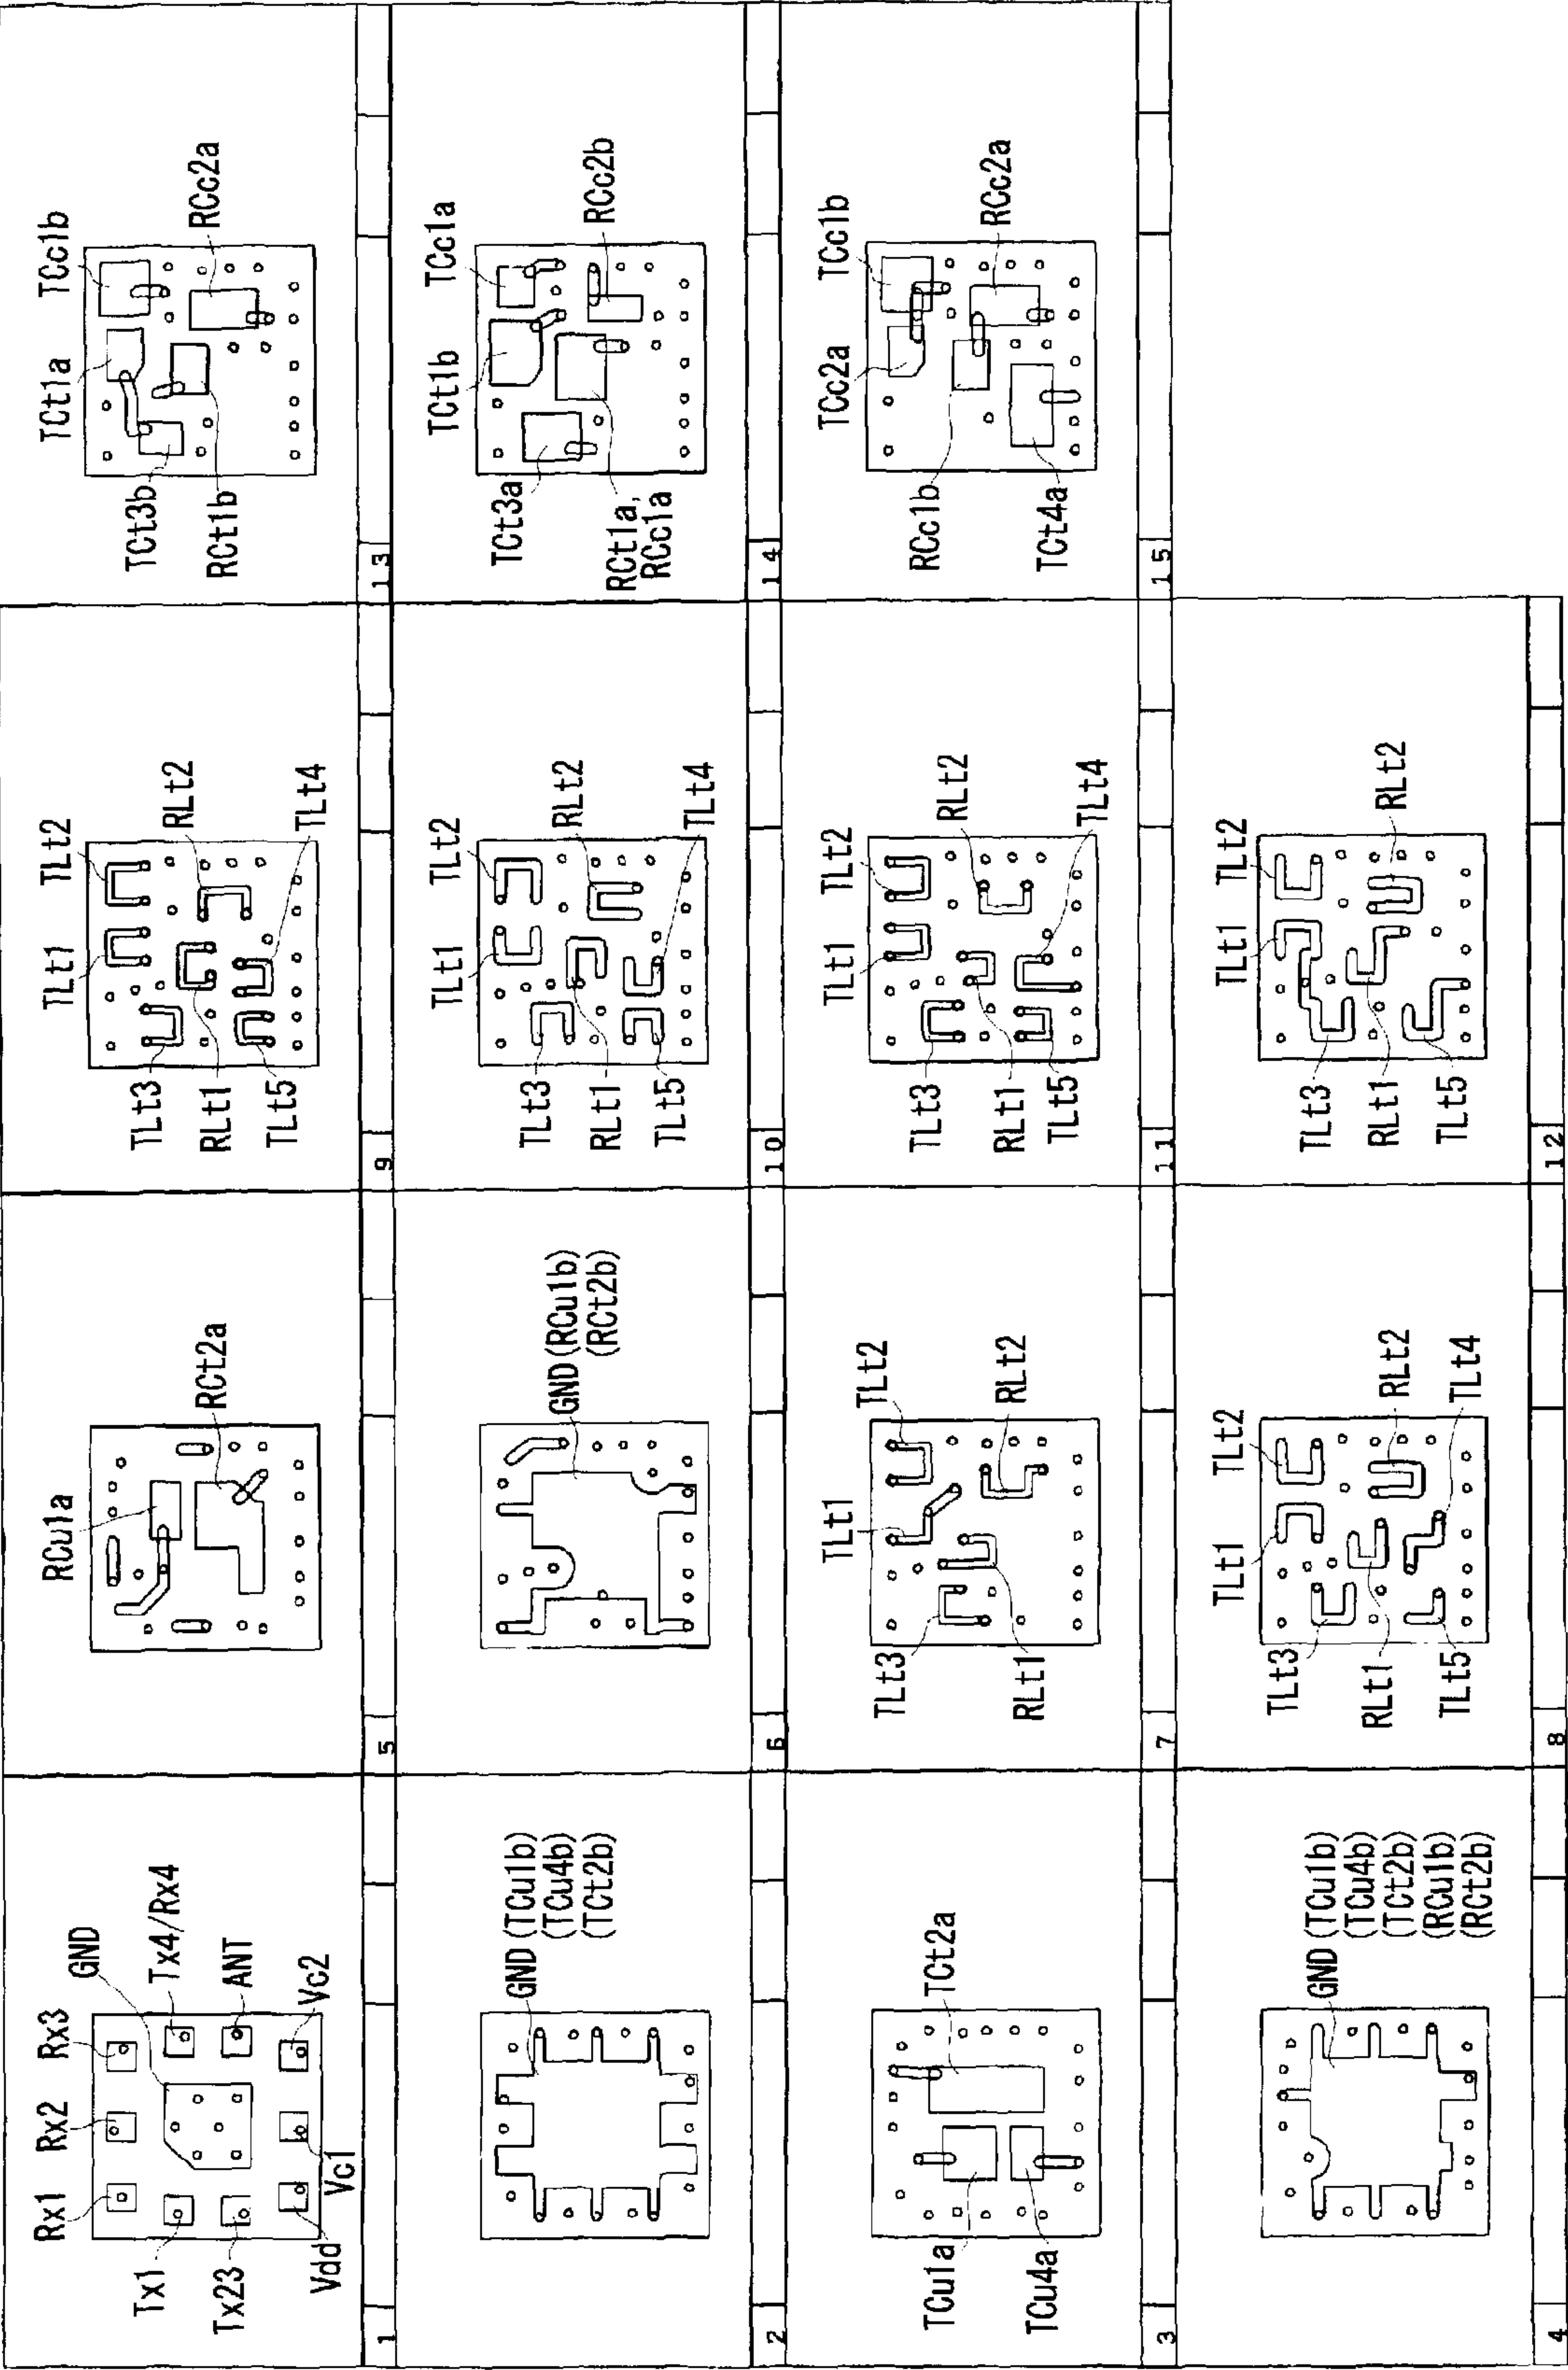 Rx1
Rx2
Rx3
GND
Tx4/Rx4
ANT
Vc2
Vc1
Vdd
Tx23
Tx1
1
GND(TCu1b)
(TCu4b)
(TCt2b)
2
TCu1a
TCu4a
TCt2a
3
GND(TCu1b)
(TCu4b)
(TCt2b)
(RCu1b)
(RCt2b)
4
RCu1a
RCt2a
5
GND(RCu1b)
(RCt2b)
6
TLt1
TLt2
TLt3
RLt1
RLt2
7
TLt1
TLt2
TLt3
RLt1
RLt2
TLt5
TLt4
8
TLt1
TLt2
RLt2
TLt3
RLt1
TLt5
TLt4
9
TLt1
TLt2
RLt2
TLt3
RLt1
TLt5
TLt4
10
TLt1
TLt2
RLt2
TLt3
RLt1
TLt5
TLt4
11
TLt1
TLt2
TLt3
RLt1
RLt2
TLt5
12
TCt1a
TCc1b
TCt3b
RCt1b
RCc2a
13
TCt1b
TCc1a
TCt3a
RCt1a,
RCc1a
RCc2b
14
TCc2a
TCc1b
RCc1b
RCc2a
TCt4a
15